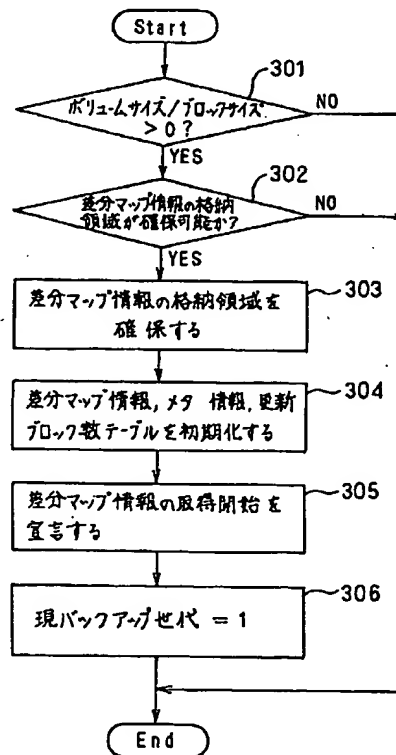 Start
301
ボリュームサイズ/ブロックサイズ
> 0?
NO
YES
302
差分マップ情報の格納
領域が確保可能か?
NO
YES
303
差分マップ情報の格納領域を
確保する
304
差分マップ情報,メタ 情報,更新
ブロック数テーブルを初期化する
305
差分マップ情報の取得開始を
宣言する
306
現バックアップ世代 = 1
End